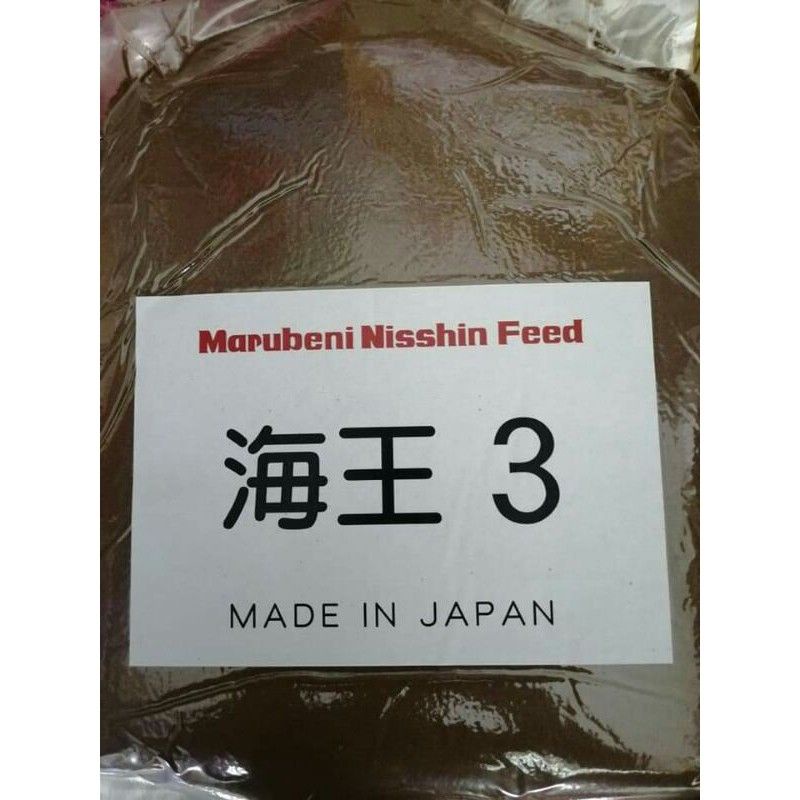 Marubeni Nisshin Feed
海王 3
MADE IN JAPAN